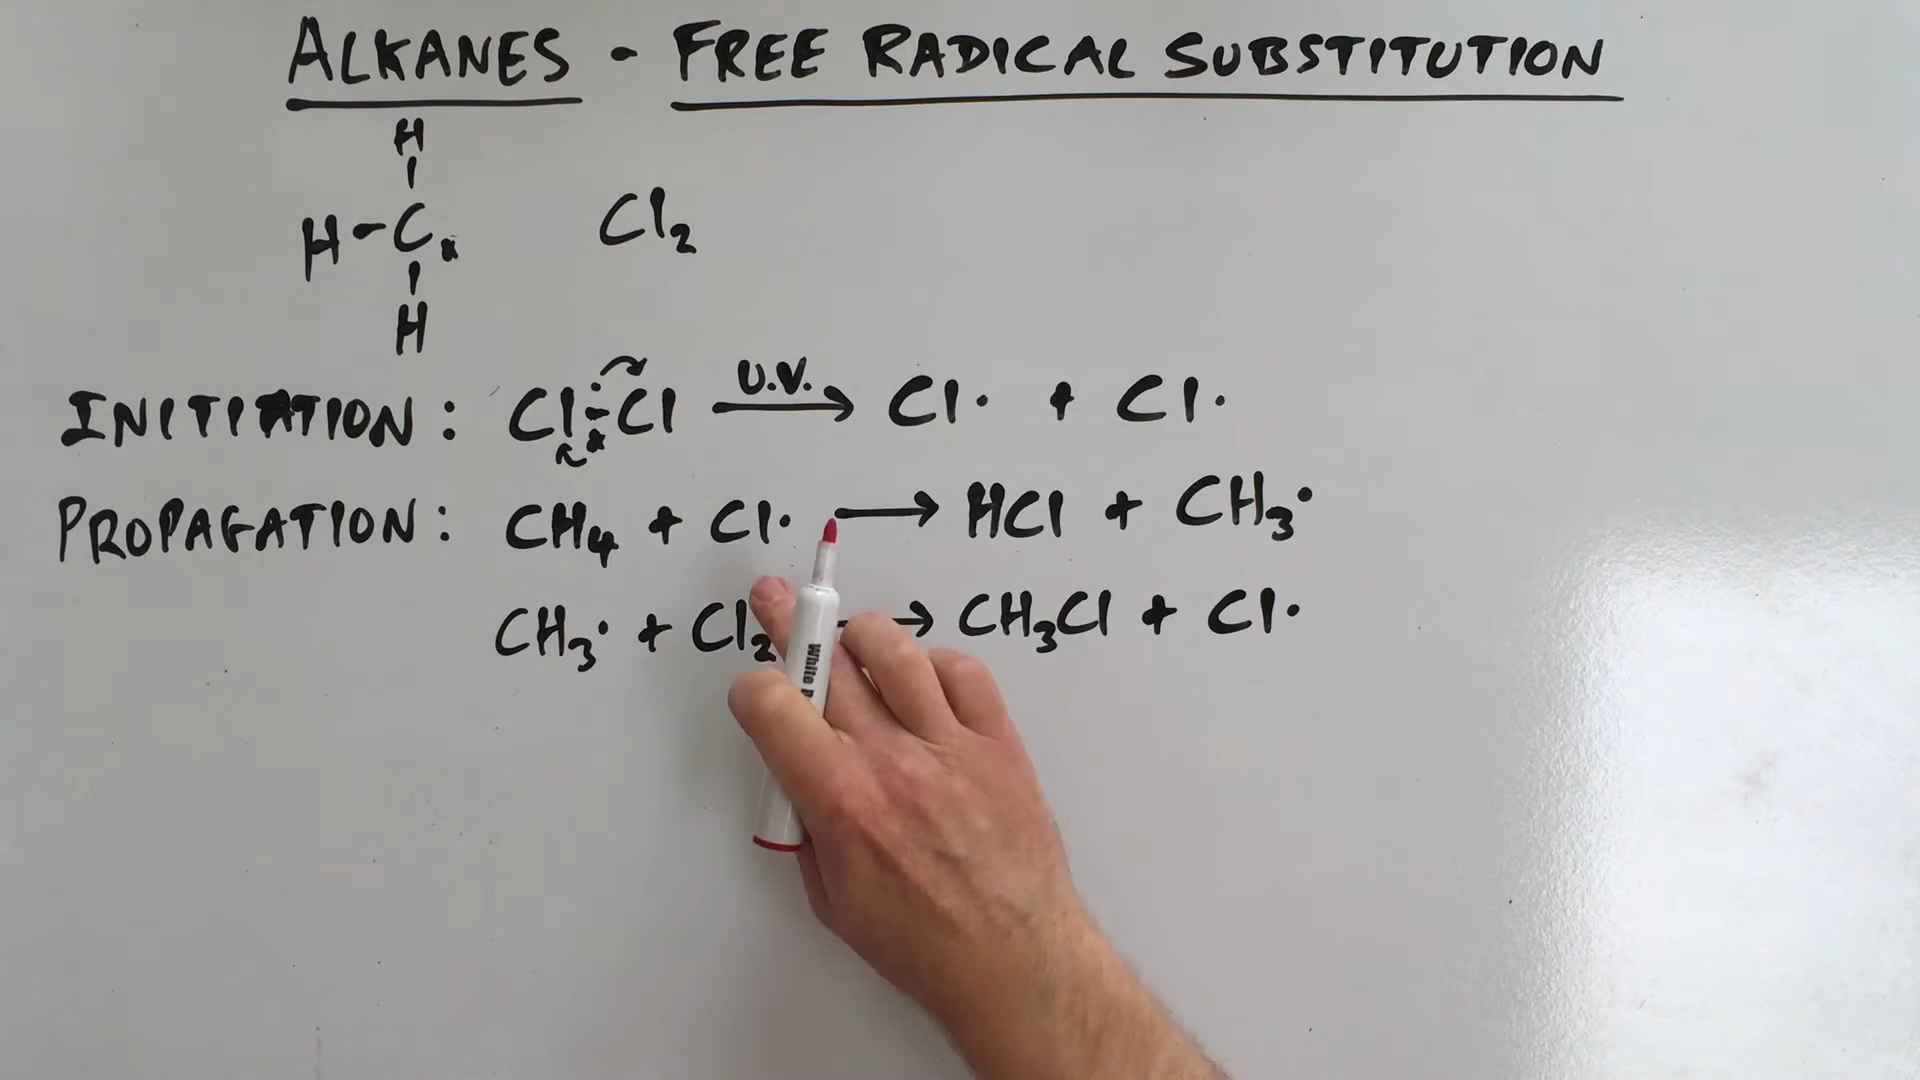 ALKANES - FREE RADICAL SUBSTITUTION
H
H-C× Cl₂
H
INITIATION: Cl-Cl U.V. → Cl· + Cl·
PROPAGATION: CH₄ + Cl· → HCl + CH₃·
CH₃· + Cl₂ → CH₃Cl + Cl·
White